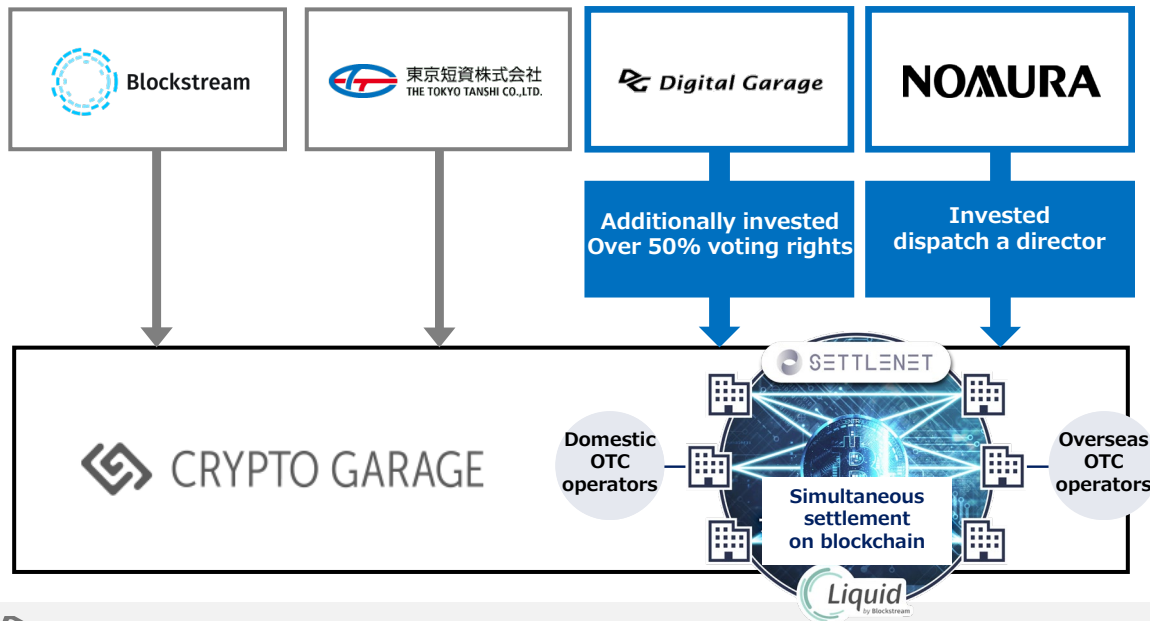 Blockstream
東京短資株式会社
THE TOKYO TANSHI CO.,LTD.
Digital Garage
NOMURA
Additionally invested
Over 50% voting rights
Invested
dispatch a director
SETTLENET
CRYPTO GARAGE
Domestic
OTC
operators
Overseas
OTC
operators
Simultaneous
settlement
on blockchain
Liquid
by Blockstream